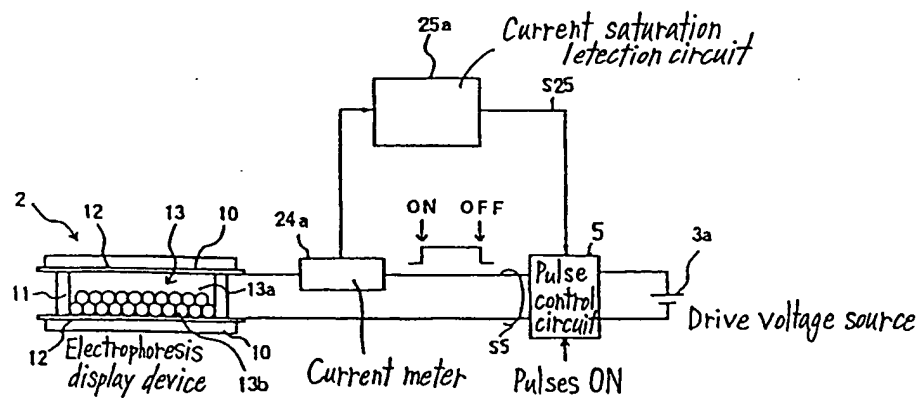 25a
Current saturation
letection circuit
S25
2
12
13
10
24a
ON
OFF
5
3a
11
13a
Pulse
control
circuit
S5
Drive voltage source
12
10
Electrophoresis
display device
13b
Current meter
Pulses ON